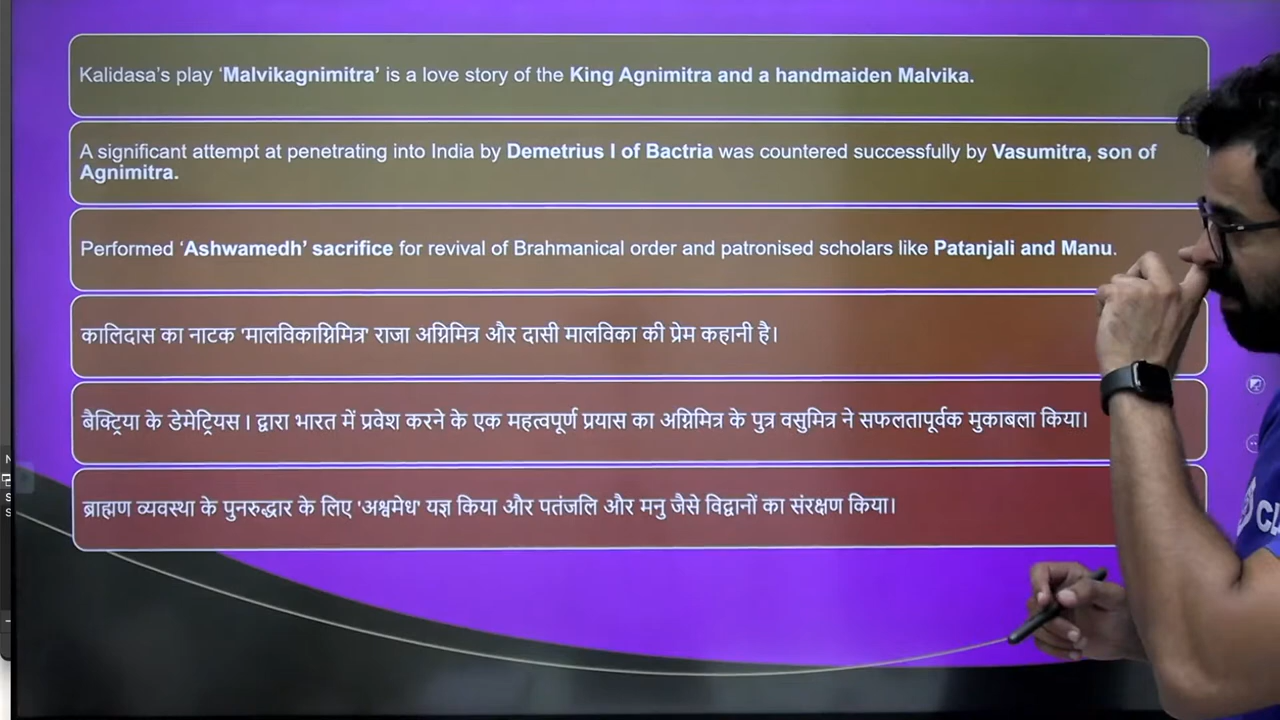 Kalidasa's play 'Malvikagnimitra' is a love story of the King Agnimitra and a handmaiden Malvika.
A significant attempt at penetrating into India by Demetrius I of Bactria was countered successfully by Vasumitra, son of
Agnimitra.
Performed 'Ashwamedh' sacrifice for revival of Brahmanical order and patronised scholars like Patanjali and Manu.
कालिदास का नाटक 'मालविकाग्निमित्र' राजा अग्निमित्र और दासी मालविका की प्रेम कहानी है।
बैक्ट्रिया के डेमेट्रियस I द्वारा भारत में प्रवेश करने के एक महत्वपूर्ण प्रयास का अग्निमित्र के पुत्र वसुमित्र ने सफलतापूर्वक मुकाबला किया।
ब्राह्मण व्यवस्था के पुनरुद्धार के लिए 'अश्वमेध' यज्ञ किया और पतंजलि और मनु जैसे विद्वानों का संरक्षण किया।